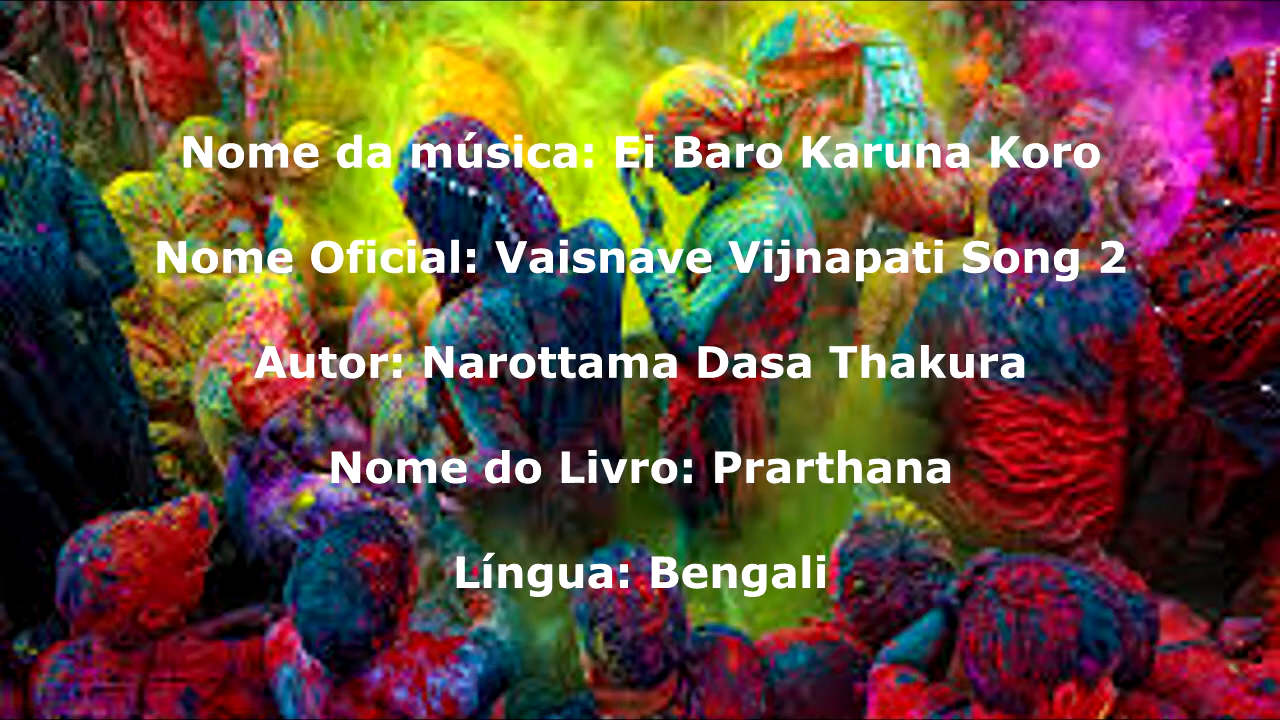 Nome da música: Ei Baro Karuna Koro
Nome Oficial: Vaisnave Vijnapati Song 2
Autor: Narottama Dasa Thakura
Nome do Livro: Prarthana
Língua: Bengali